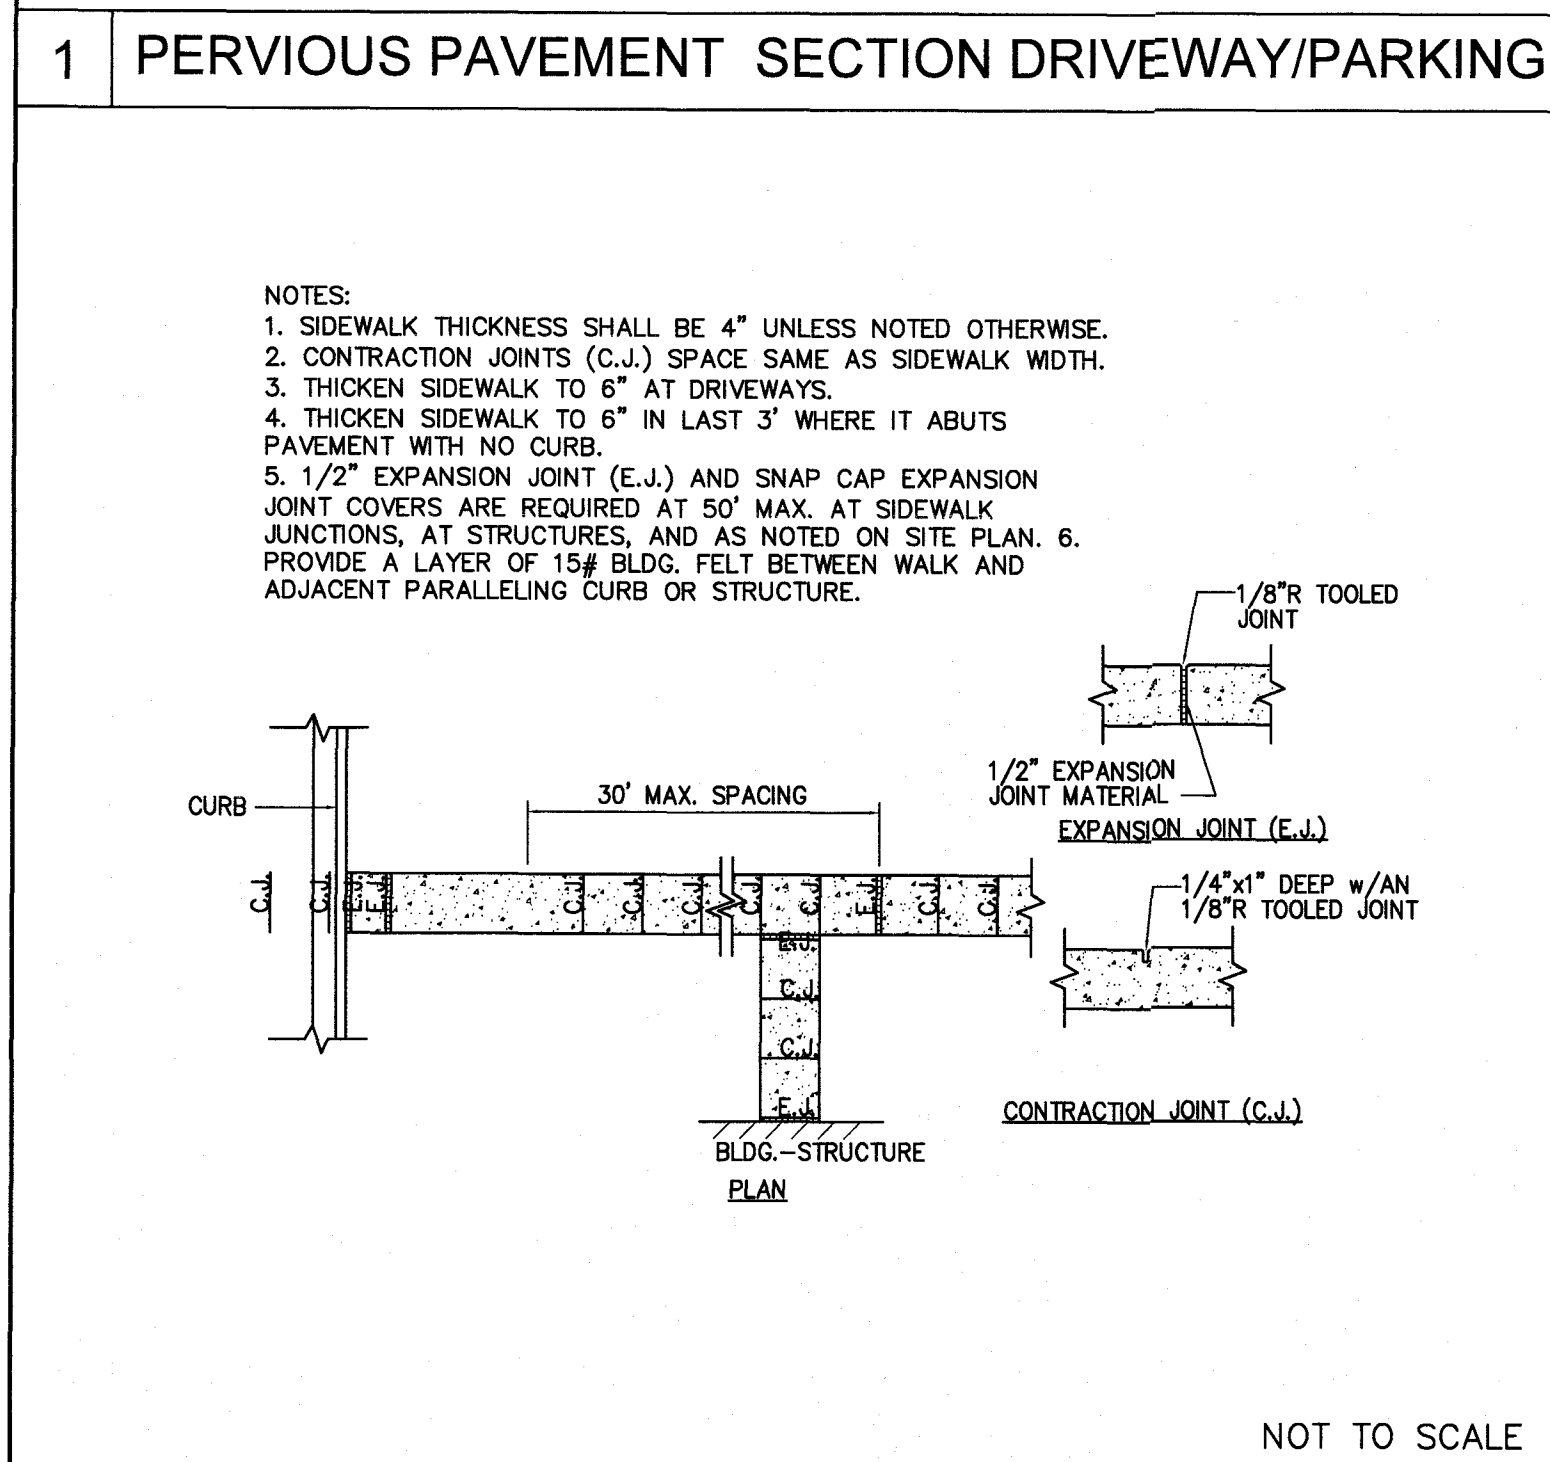 1 PERVIOUS PAVEMENT SECTION DRIVEWAY/PARKING
NOTES:
1. SIDEWALK THICKNESS SHALL BE 4" UNLESS NOTED OTHERWISE.
2. CONTRACTION JOINTS (C.J.) SPACE SAME AS SIDEWALK WIDTH.
3. THICKEN SIDEWALK TO 6" AT DRIVEWAYS.
4. THICKEN SIDEWALK TO 6" IN LAST 3' WHERE IT ABUTS
PAVEMENT WITH NO CURB.
5. 1/2" EXPANSION JOINT (E.J.) AND SNAP CAP EXPANSION
JOINT COVERS ARE REQUIRED AT 50' MAX. AT SIDEWALK
JUNCTIONS, AT STRUCTURES, AND AS NOTED ON SITE PLAN. 6.
PROVIDE A LAYER OF 15# BLDG. FELT BETWEEN WALK AND
ADJACENT PARALLELING CURB OR STRUCTURE.
1/8"R TOOLED
JOINT
1/2" EXPANSION
JOINT MATERIAL
EXPANSION JOINT (E.J.)
CURB
30' MAX. SPACING
C.J. C.J. E.J. E.J. C.J. C.J. C.J. C.J. C.J. E.J. C.J. C.J.
E.J.
C.J.
C.J.
E.J.
BLDG.-STRUCTURE
PLAN
1/4"x1" DEEP w/AN
1/8"R TOOLED JOINT
CONTRACTION JOINT (C.J.)
NOT TO SCALE